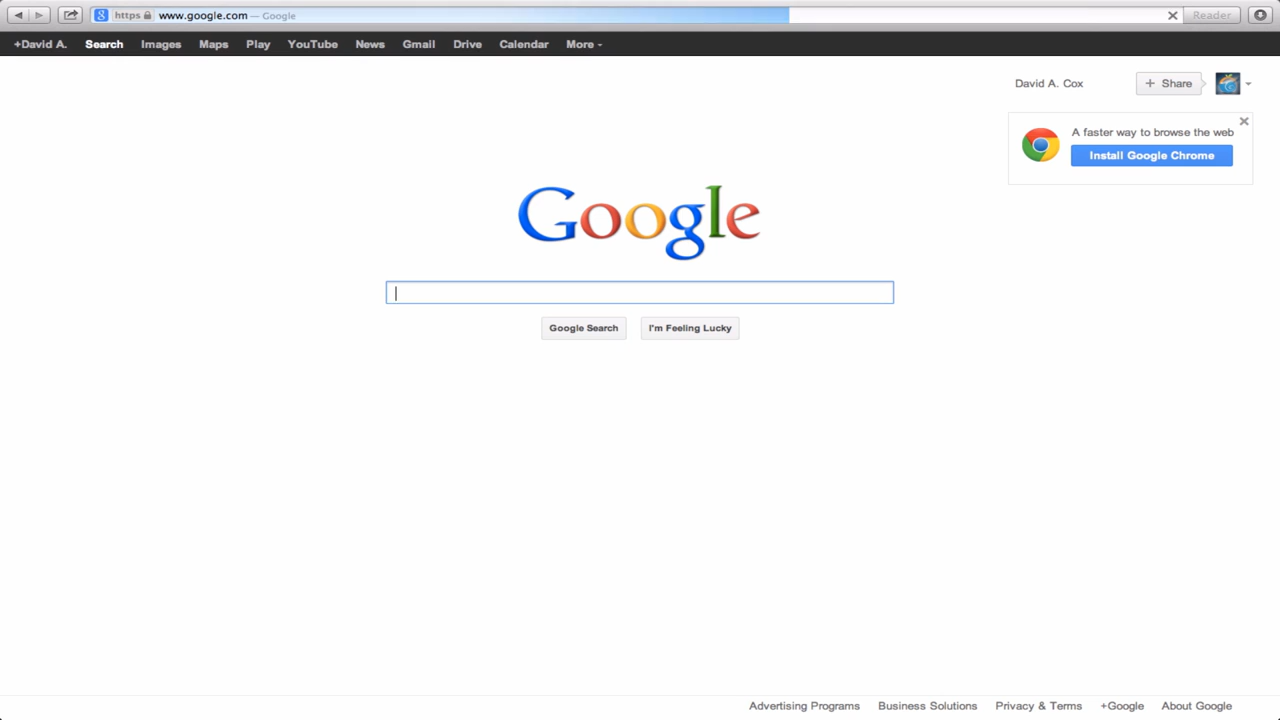 https www.google.com — Google Reader
+David A. Search Images Maps Play YouTube News Gmail Drive Calendar More
David A. Cox + Share
A faster way to browse the web
Install Google Chrome
Google
Google Search I'm Feeling Lucky
Advertising Programs Business Solutions Privacy & Terms +Google About Google